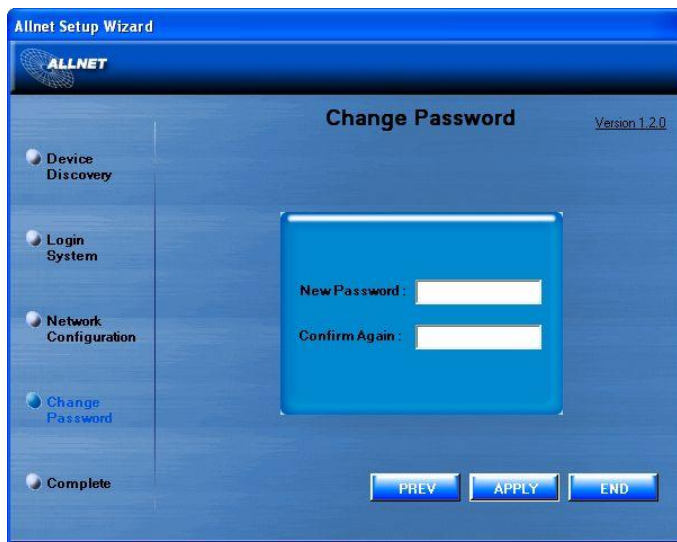 Allnet Setup Wizard
ALLNET
Change Password
Version 1.2.0
Device
Discovery
Login
System
Network
Configuration
Change
Password
Complete
New Password :
Confirm Again :
PREV
APPLY
END